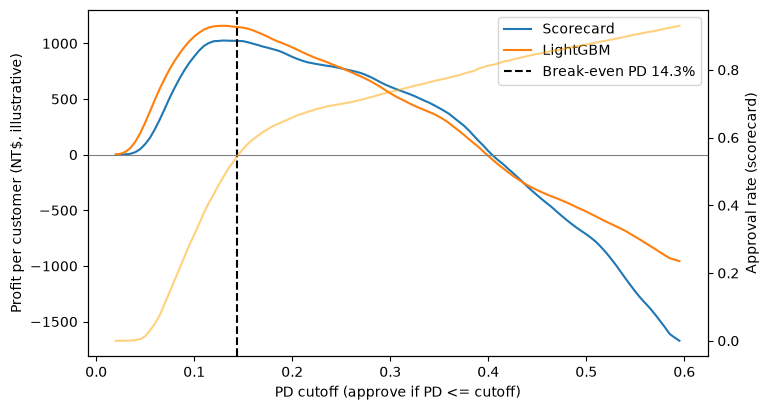 Scorecard
LightGBM
Break-even PD 14.3%
Profit per customer (NT$, illustrative)
1000
500
0
−500
−1000
−1500
Approval rate (scorecard)
0.8
0.6
0.4
0.2
0.0
0.0 0.1 0.2 0.3 0.4 0.5 0.6
PD cutoff (approve if PD <= cutoff)